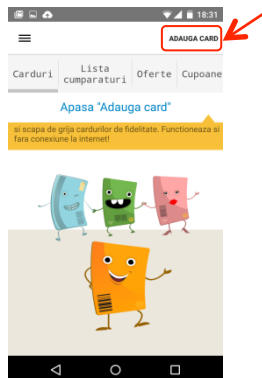 18:31
ADAUGA CARD
Carduri
Lista
cumparaturi
Oferte
Cupoane
Apasa "Adauga card"
si scapa de grija cardurilor de fidelitate. Functioneaza si
fara conexiune la internet!